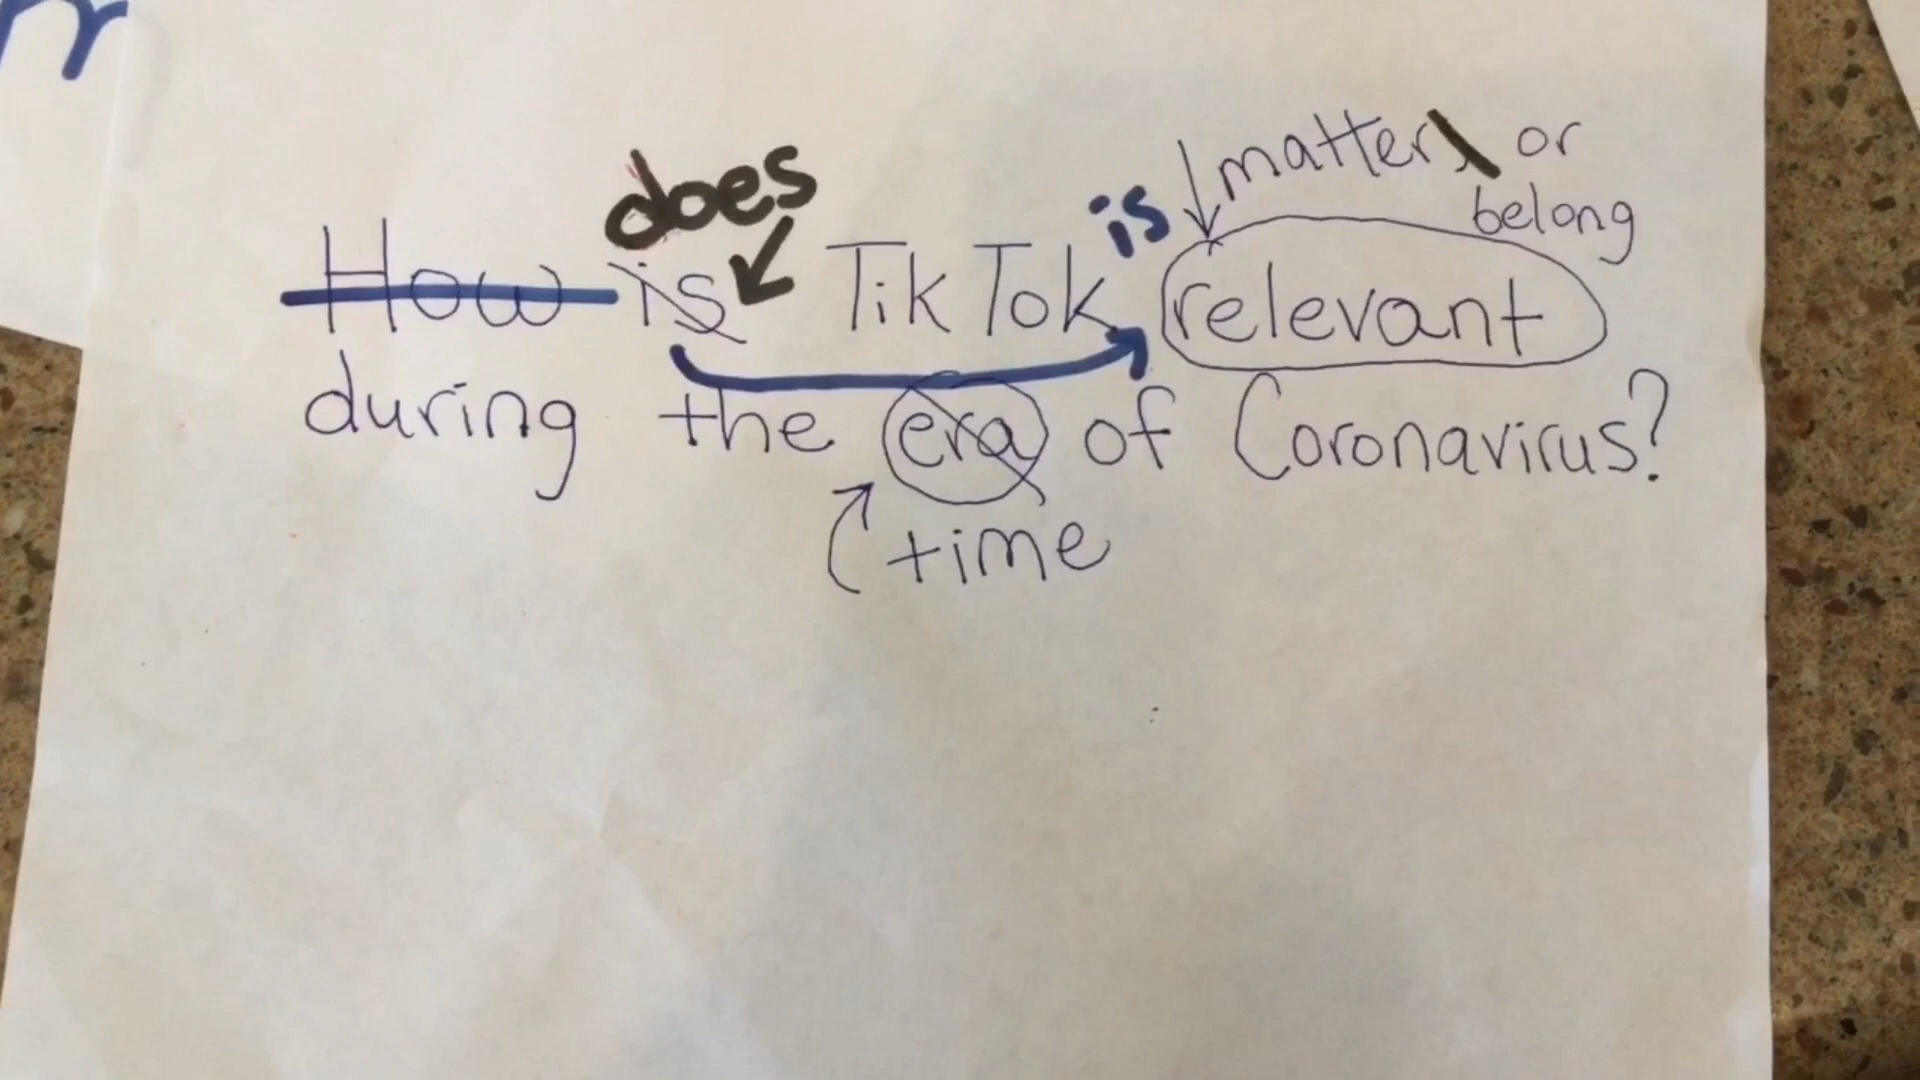 does
is
matter, or
belong
How is TikTok relevant
during the era of Coronavirus?
time